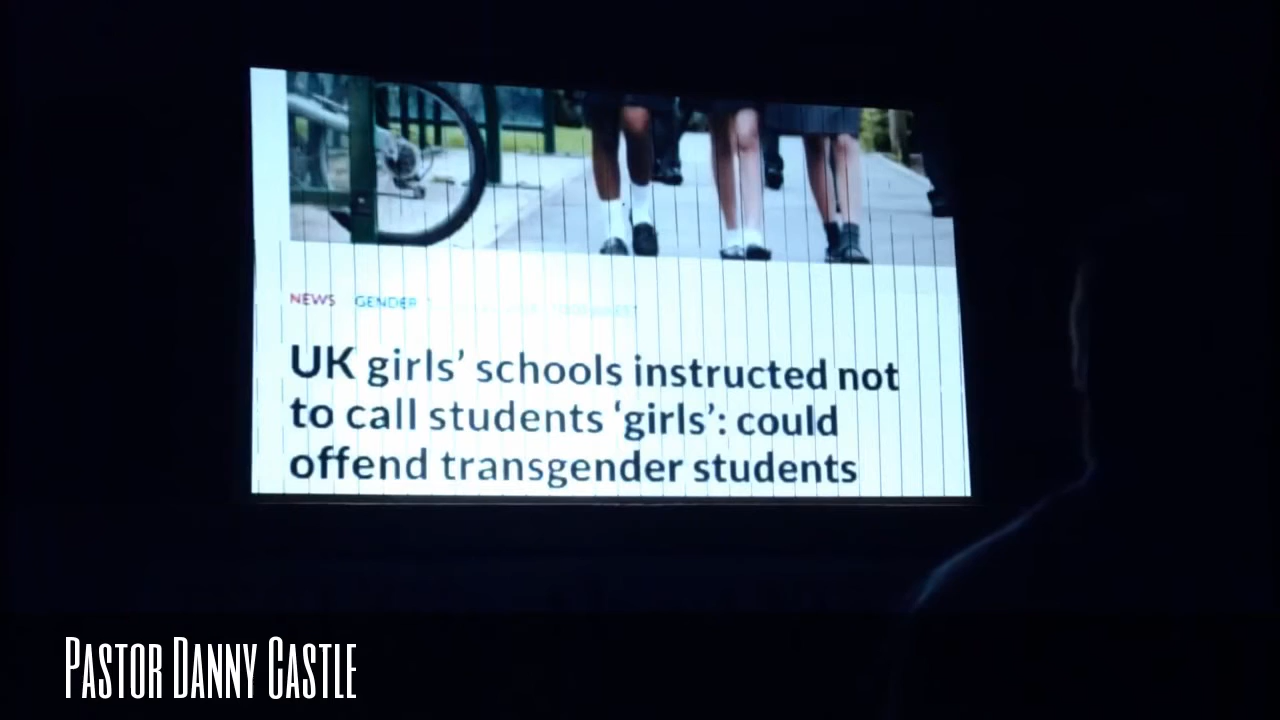 NEWS GENDER
UK girls' schools instructed not
to call students 'girls': could
offend transgender students
PASTOR DANNY CASTLE